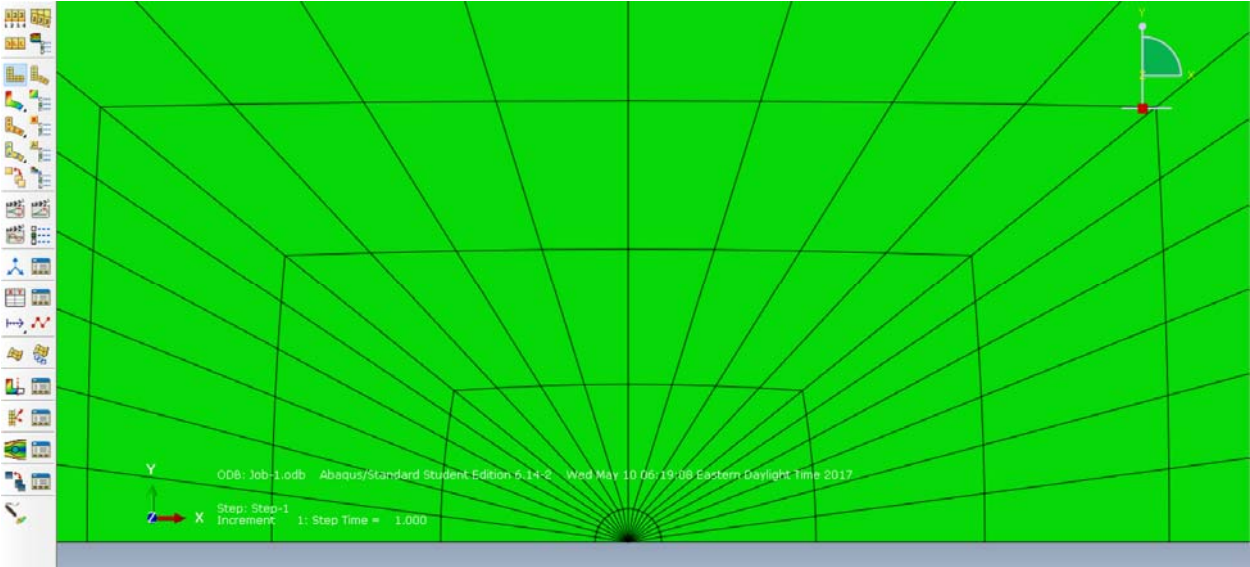 Y
X
Z
ODB: Job-1.odb Abaqus/Standard Student Edition 6.14-2 Wed May 10 06:19:08 Eastern Daylight Time 2017
Y
X
Z
Step: Step-1
Increment 1: Step Time = 1.000